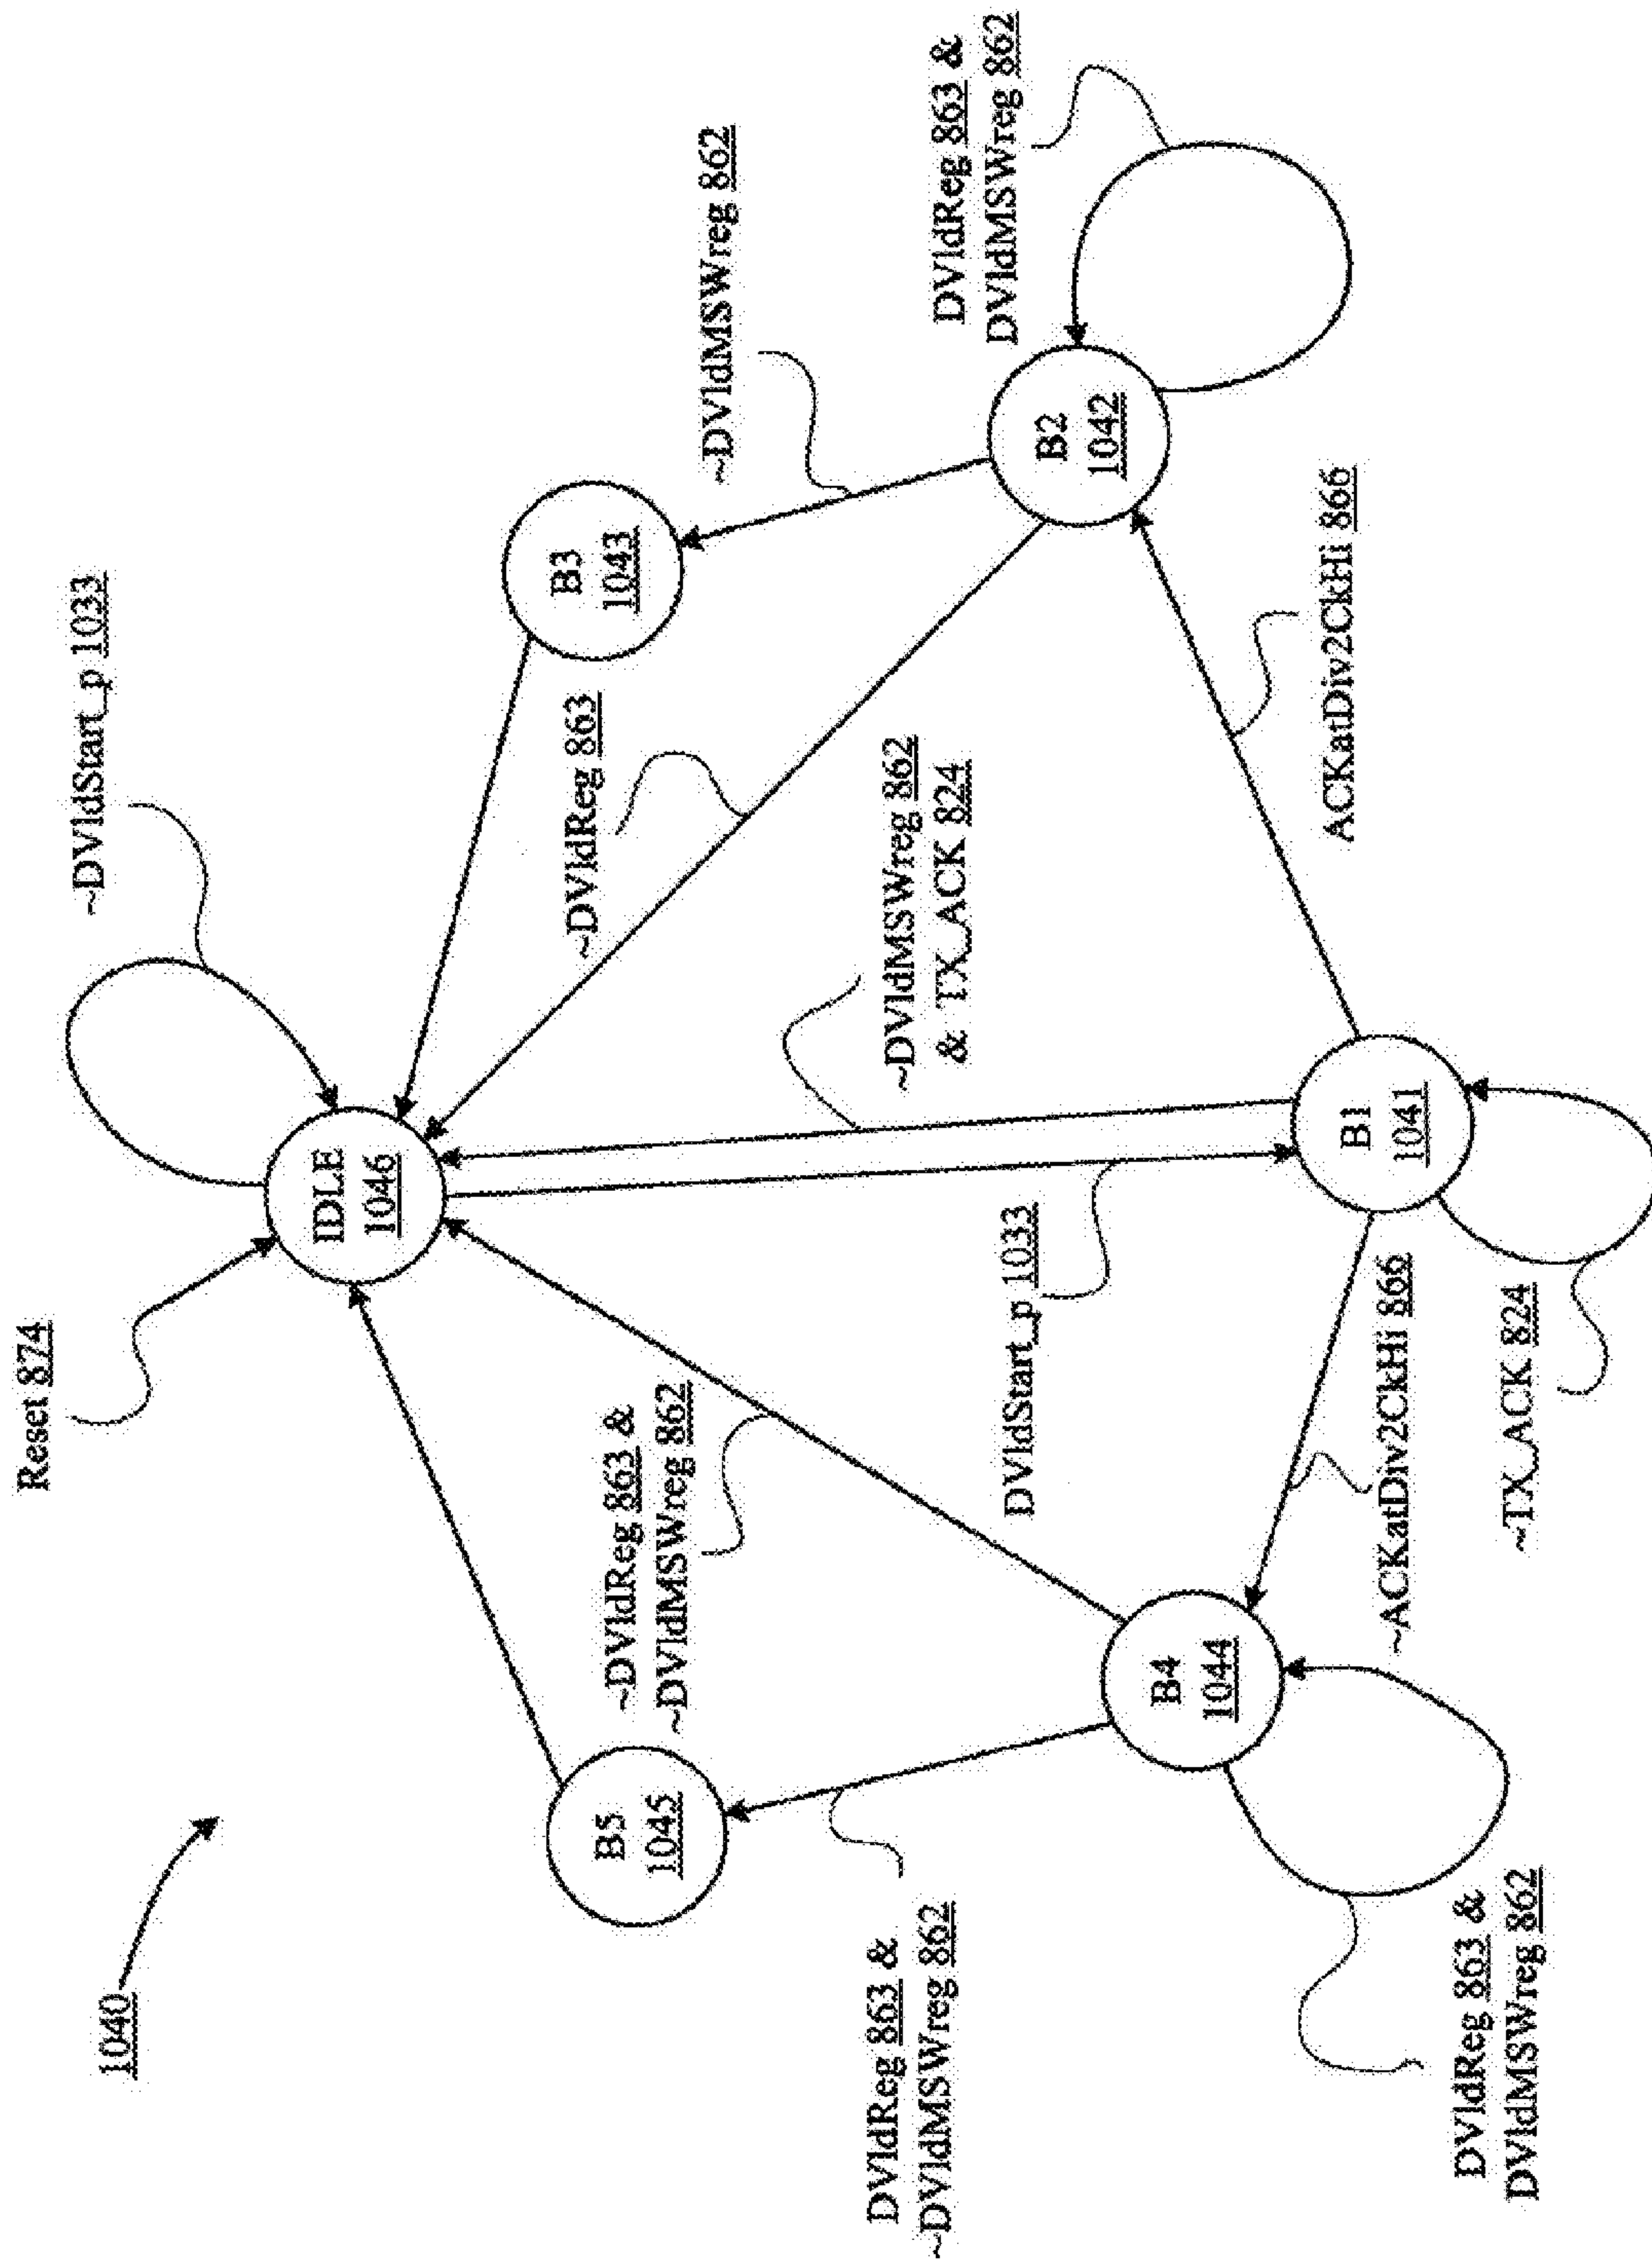 1040
Reset 874
~DVldStart_p 1033
IDLE
1046
B5
1045
~DVldReg 863 &
~DVldMSWreg 862
~DVldReg 863
B3
1043
~DVldMSWreg 862
DVldReg 863 &
~DVldMSWreg 862
DVldStart_p 1033
~DVldMSWreg 862
& TX_ACK 824
DVldReg 863 &
DVldMSWreg 862
B4
1044
B2
1042
~ACKatDiv2CkHi 866
B1
1041
ACKatDiv2CkHi 866
DVldReg 863 &
DVldMSWreg 862
~TX_ACK 824